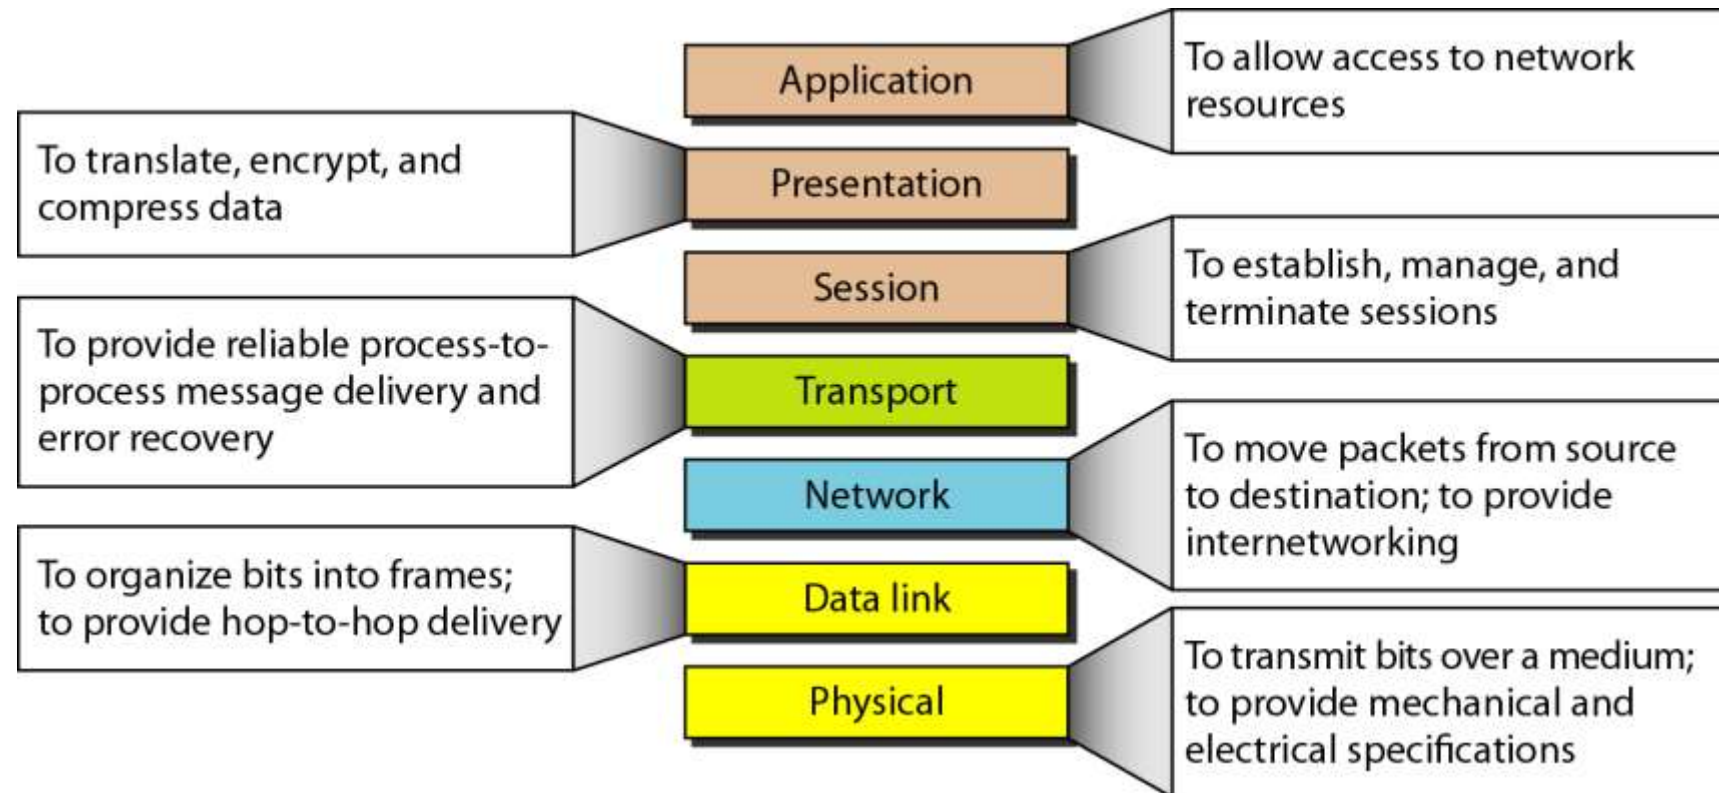 Application
To allow access to network
resources
To translate, encrypt, and
compress data
Presentation
Session
To establish, manage, and
terminate sessions
To provide reliable process-to-
process message delivery and
error recovery
Transport
Network
To move packets from source
to destination; to provide
internetworking
To organize bits into frames;
to provide hop-to-hop delivery
Data link
Physical
To transmit bits over a medium;
to provide mechanical and
electrical specifications